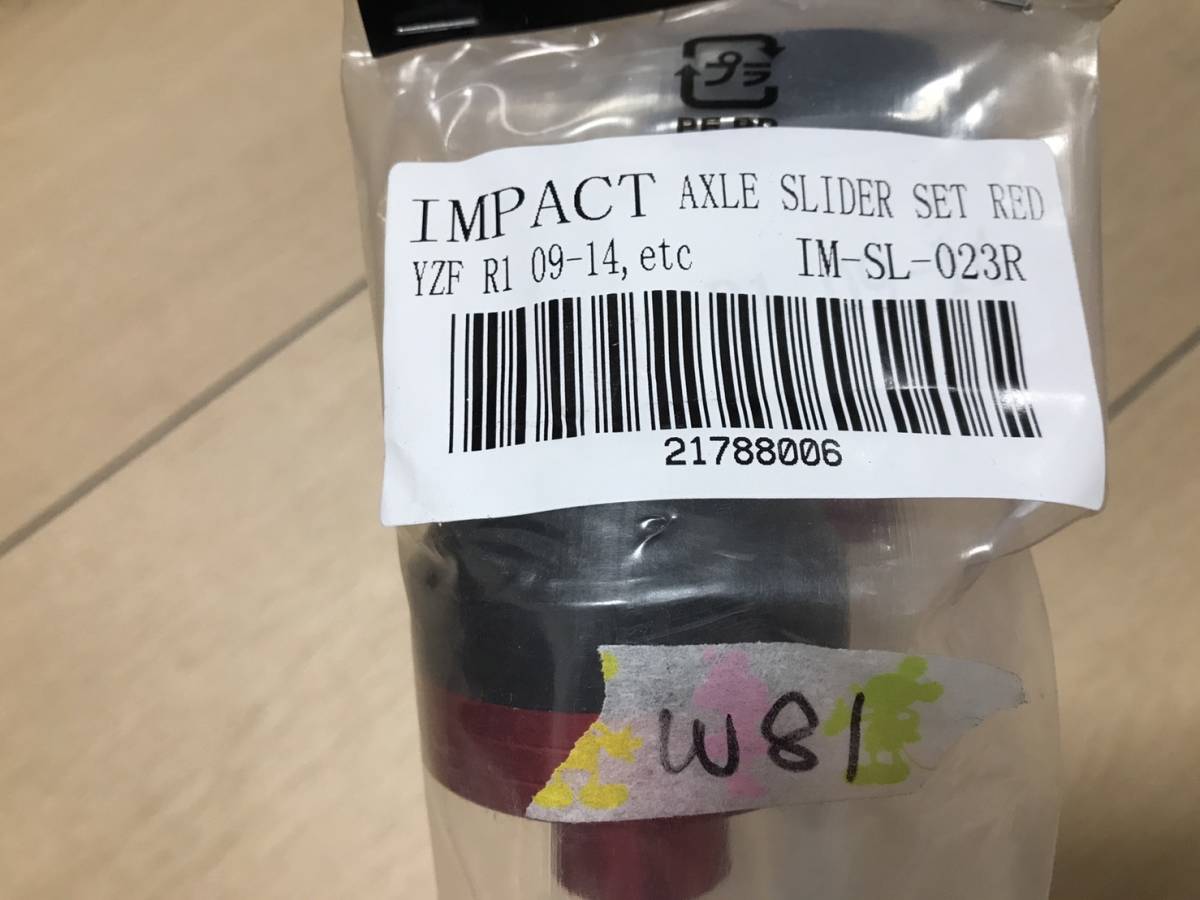 プラ
IMPACT AXLE SLIDER SET RED
YZF R1 09-14,etc IM-SL-023R
21788006
W81